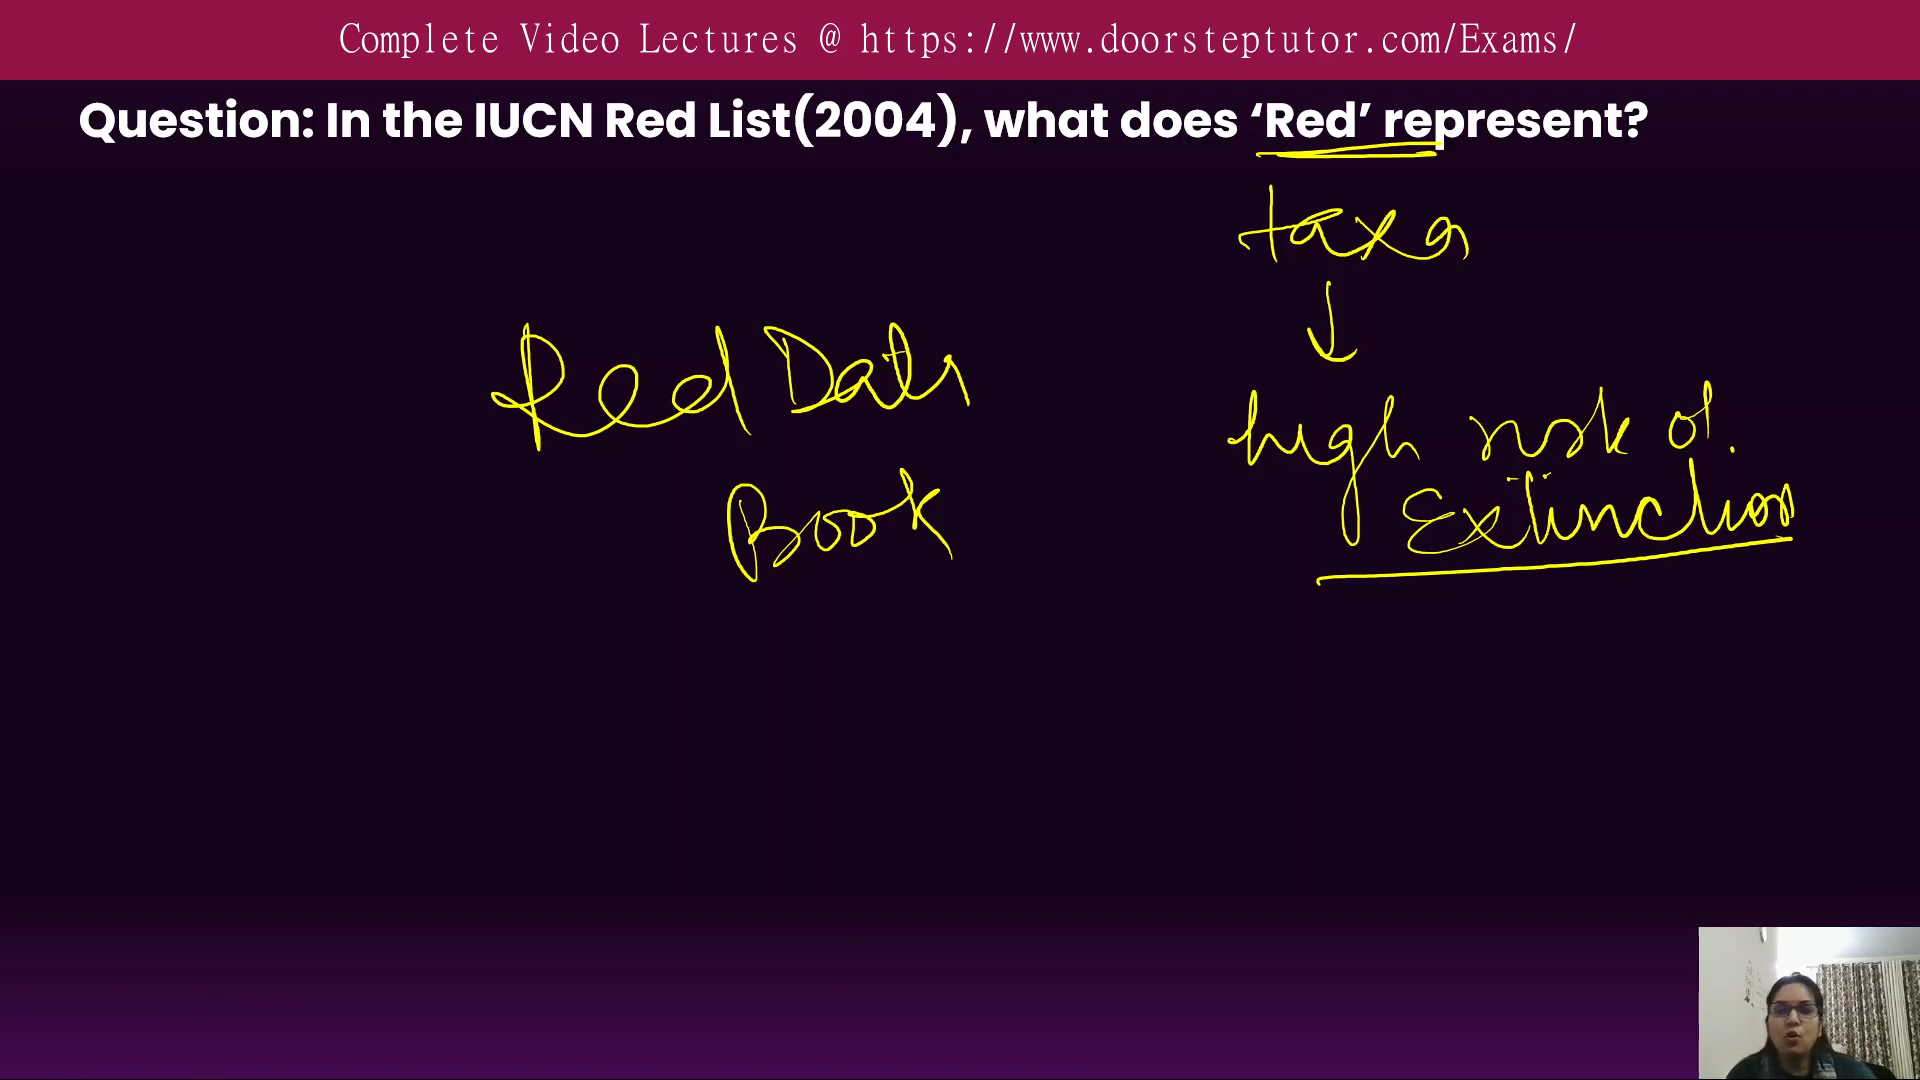 Complete Video Lectures @ https://www.doorsteptutor.com/Exams/
Question: In the IUCN Red List(2004), what does ‘Red’ represent?
taxa
↓
Red Data
Book
high risk of
Extinction